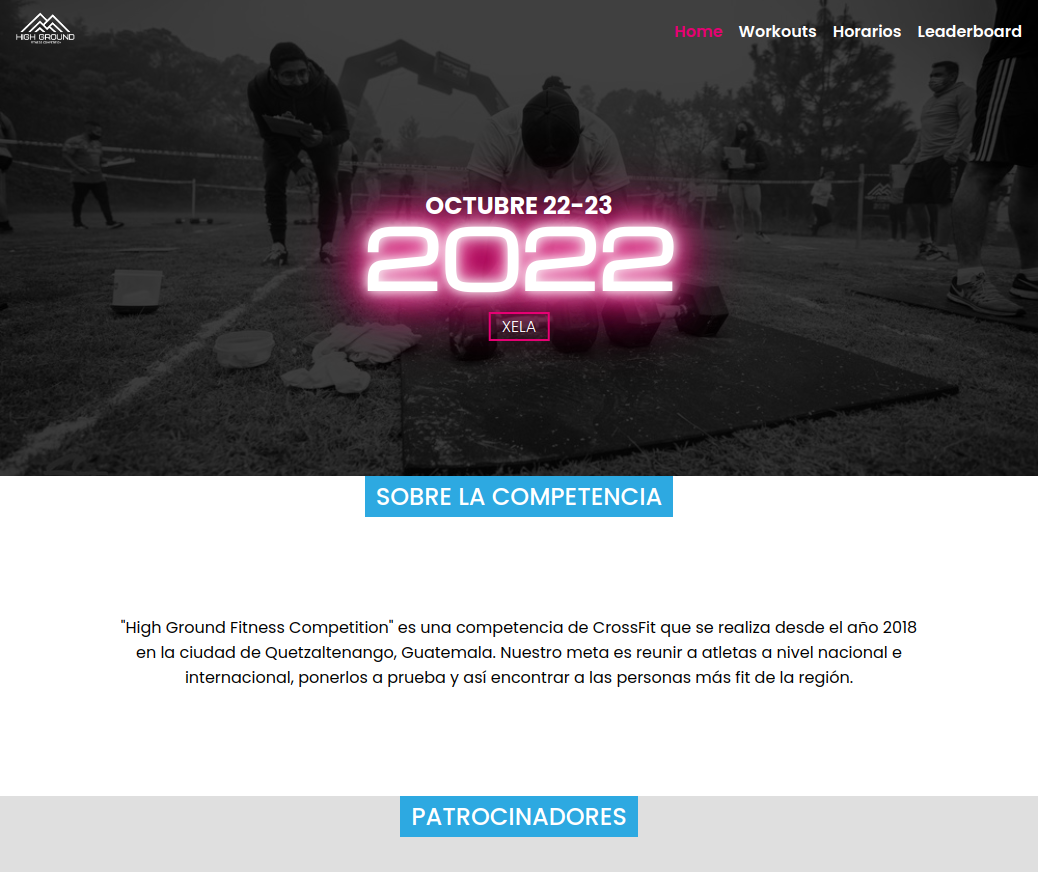 HIGH GROUND
FITNESS COMPETITION
Home Workouts Horarios Leaderboard
OCTUBRE 22-23
2022
XELA
SOBRE LA COMPETENCIA
"High Ground Fitness Competition" es una competencia de CrossFit que se realiza desde el año 2018
en la ciudad de Quetzaltenango, Guatemala. Nuestro meta es reunir a atletas a nivel nacional e
internacional, ponerlos a prueba y así encontrar a las personas más fit de la región.
PATROCINADORES